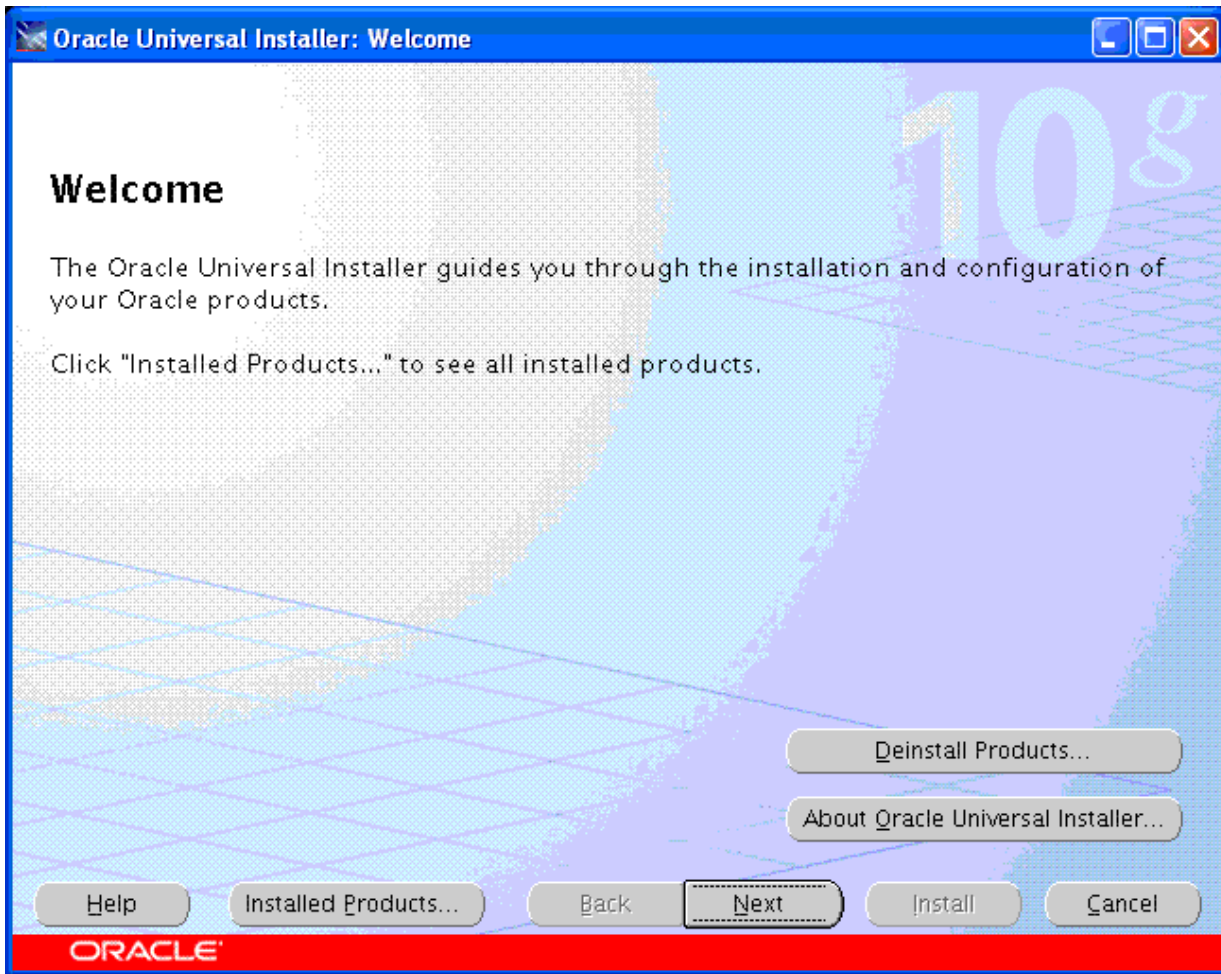 Oracle Universal Installer: Welcome
10g
Welcome
The Oracle Universal Installer guides you through the installation and configuration of
your Oracle products.
Click "Installed Products..." to see all installed products.
Deinstall Products...
About Oracle Universal Installer...
Help Installed Products... Back Next Install Cancel
ORACLE